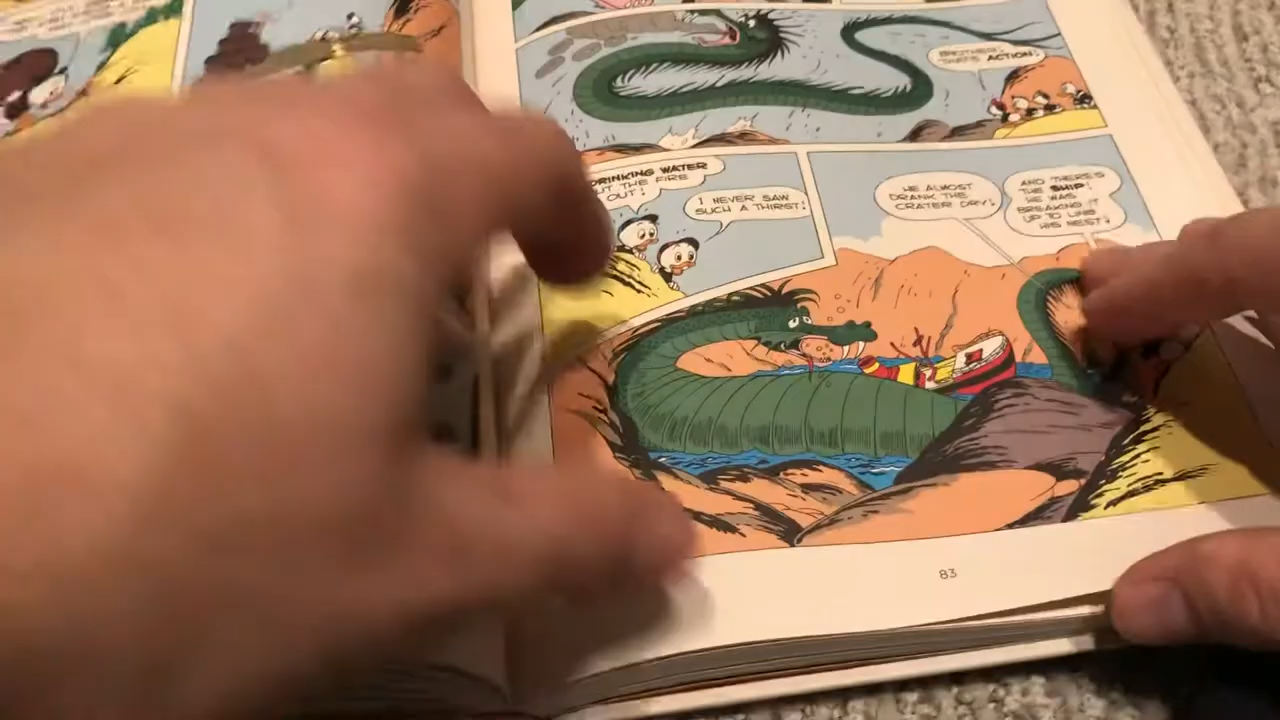 BROTHER!
THAT'S ACTION!
DRINKING WATER
THE FIRE
OUT!
I NEVER SAW
SUCH A THIRST!
HE ALMOST
DRANK THE
CRATER DRY!
AND THERE'S
THE SHIP!
HE WAS
BREAKING IT
UP TO LINE
HIS NEST!
83